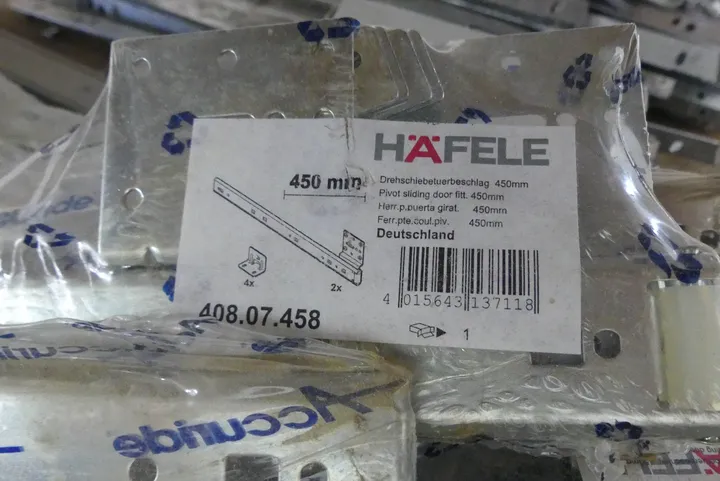 HÄFELE
450 mm
Drehschiebetuerbeschlag 450mm
Pivot sliding door fitt. 450mm
Herr.p.puerta girat. 450mm
Ferr.pte.coul.piv. 450mm
Deutschland
4x
2x
408.07.458
4 015643 137118
1
Accuride
Accuride
HÄFELE